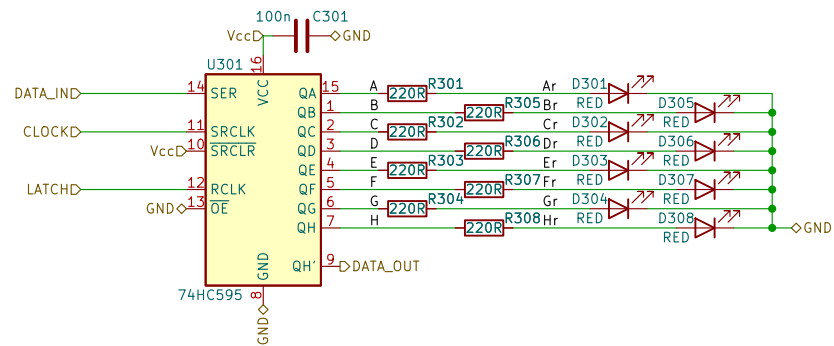 100n C301
Vcc GND
U301
16
VCC
DATA_IN 14 SER QA 15 A 220R R301 Ar D301 RED
QB 1 B 220R R305 Br D305 RED
CLOCK 11 SRCLK QC 2 C 220R R302 Cr D302 RED
Vcc 10 SRCLR QD 3 D 220R R306 Dr D306 RED
QE 4 E 220R R303 Er D303 RED
LATCH 12 RCLK QF 5 F 220R R307 Fr D307 RED
GND 13 OE QG 6 G 220R R304 Gr D304 RED
QH 7 H 220R R308 Hr D308 RED GND
GND QH' 9 DATA_OUT
74HC595 8
GND